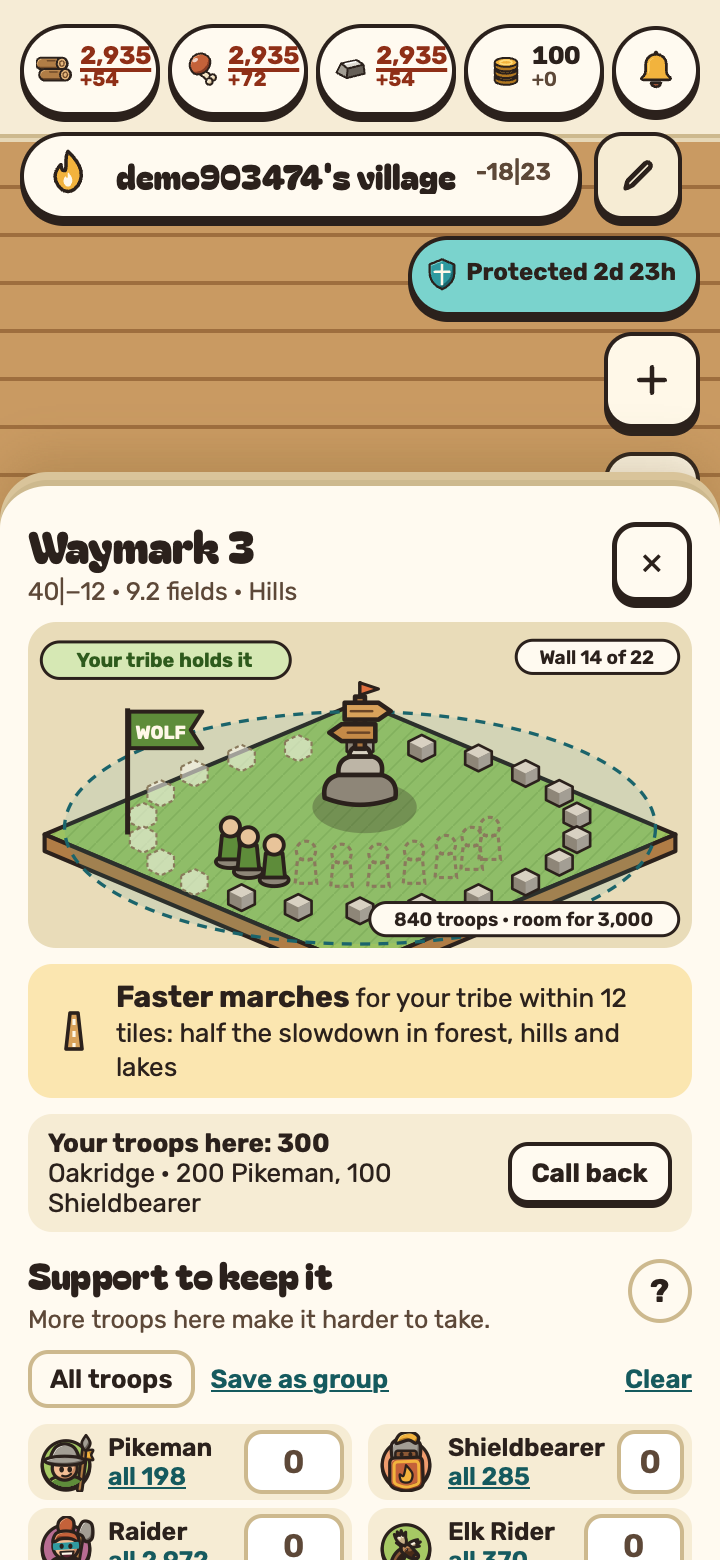 2,935
+54
2,935
+72
2,935
+54
100
+0
demo903474's village
-18|23
Protected 2d 23h
Waymark 3
40|−12 • 9.2 fields • Hills
Your tribe holds it
Wall 14 of 22
WOLF
840 troops • room for 3,000
Faster marches for your tribe within 12
tiles: half the slowdown in forest, hills and
lakes
Your troops here: 300
Oakridge • 200 Pikeman, 100
Shieldbearer
Call back
Support to keep it
?
More troops here make it harder to take.
All troops
Save as group
Clear
Pikeman
all 198
0
Shieldbearer
all 285
0
Raider
all 2,972
0
Elk Rider
all 370
0